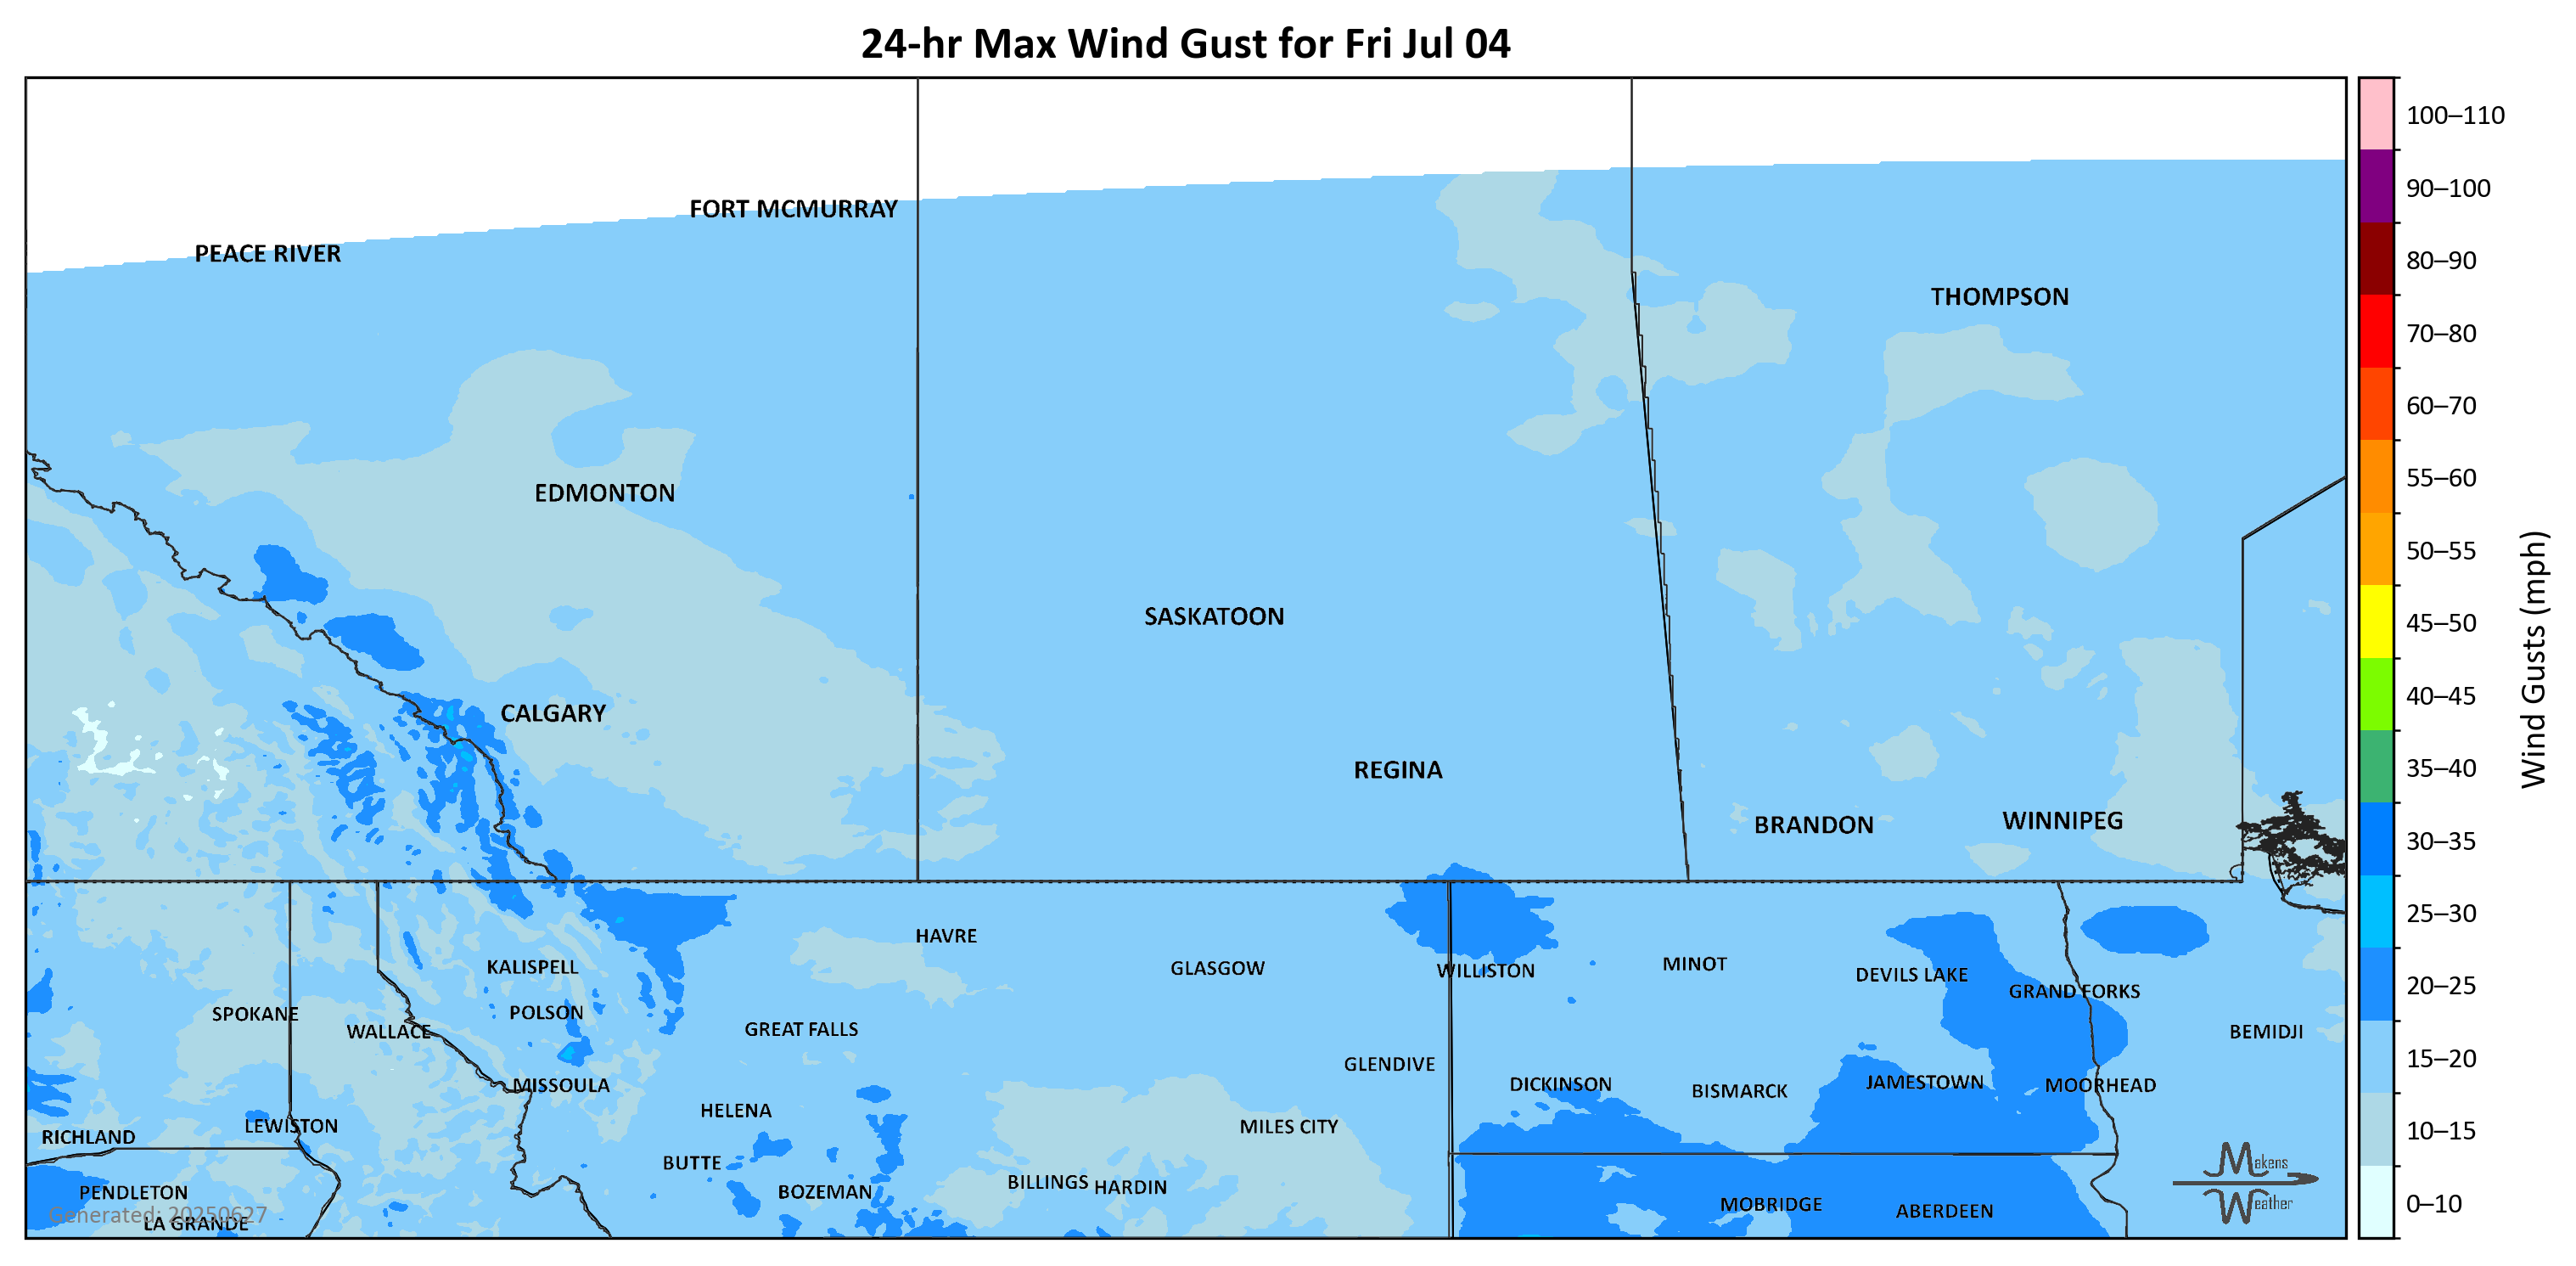 24-hr Max Wind Gust for Fri Jul 04
FORT MCMURRAY
PEACE RIVER
THOMPSON
EDMONTON
SASKATOON
CALGARY
REGINA
BRANDON
WINNIPEG
HAVRE
KALISPELL
GLASGOW
WILLISTON
MINOT
DEVILS LAKE
GRAND FORKS
SPOKANE
POLSON
WALLACE
GREAT FALLS
BEMIDJI
GLENDIVE
MISSOULA
DICKINSON
BISMARCK
JAMESTOWN
MOORHEAD
HELENA
LEWISTON
MILES CITY
RICHLAND
BUTTE
PENDLETON
BOZEMAN
BILLINGS
HARDIN
MOBRIDGE
ABERDEEN
Generated: 20250627
LA GRANDE
Makens
Weather
100–110
90–100
80–90
70–80
60–70
55–60
50–55
45–50
40–45
35–40
30–35
25–30
20–25
15–20
10–15
0–10
Wind Gusts (mph)